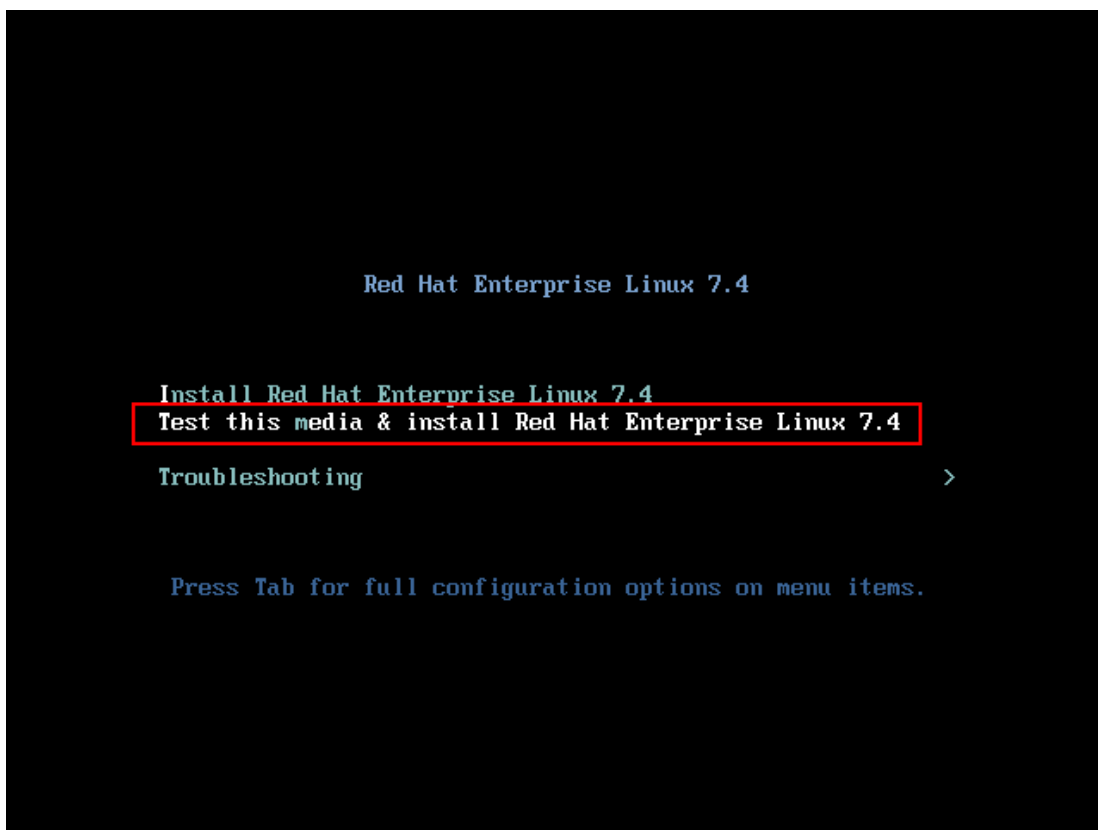 Red Hat Enterprise Linux 7.4
Install Red Hat Enterprise Linux 7.4
Test this media & install Red Hat Enterprise Linux 7.4
Troubleshooting >
Press Tab for full configuration options on menu items.